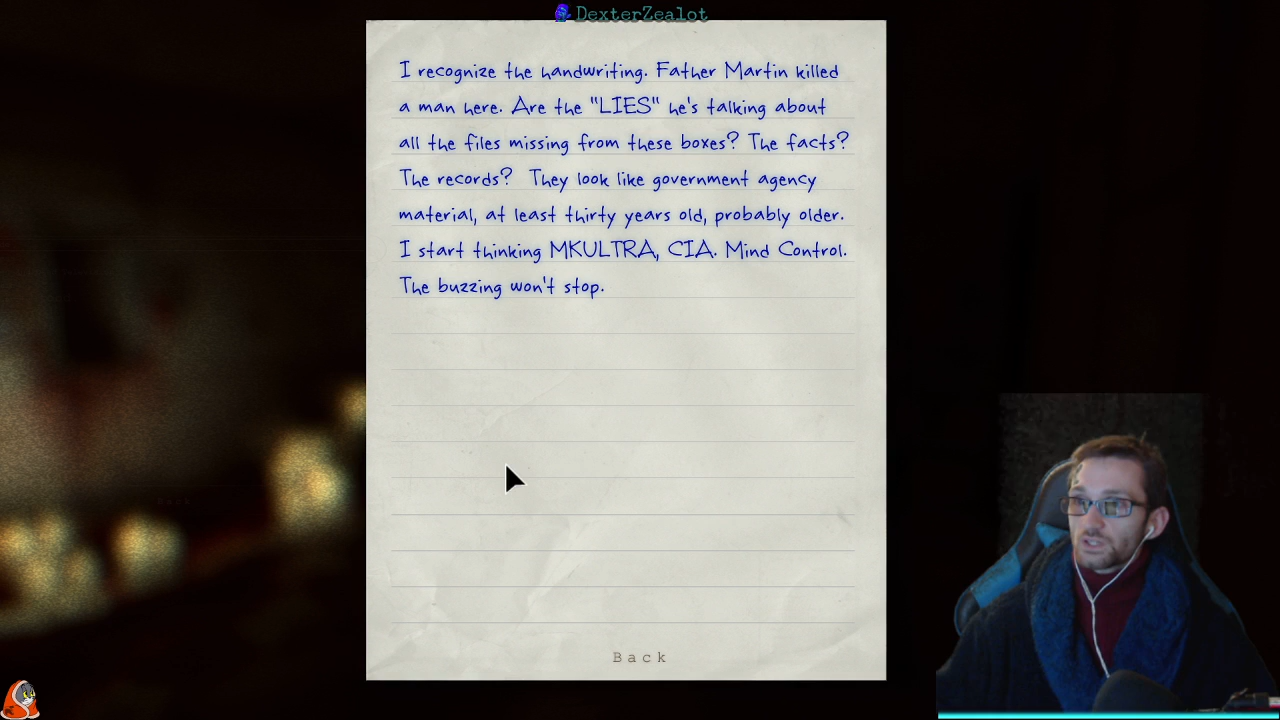 DexterZealot
I recognize the handwriting. Father Martin killed
a man here. Are the "LIES" he's talking about
all the files missing from these boxes? The facts?
The records?  They look like government agency
material, at least thirty years old, probably older.
I start thinking MKULTRA, CIA. Mind Control.
The buzzing won't stop.
Back